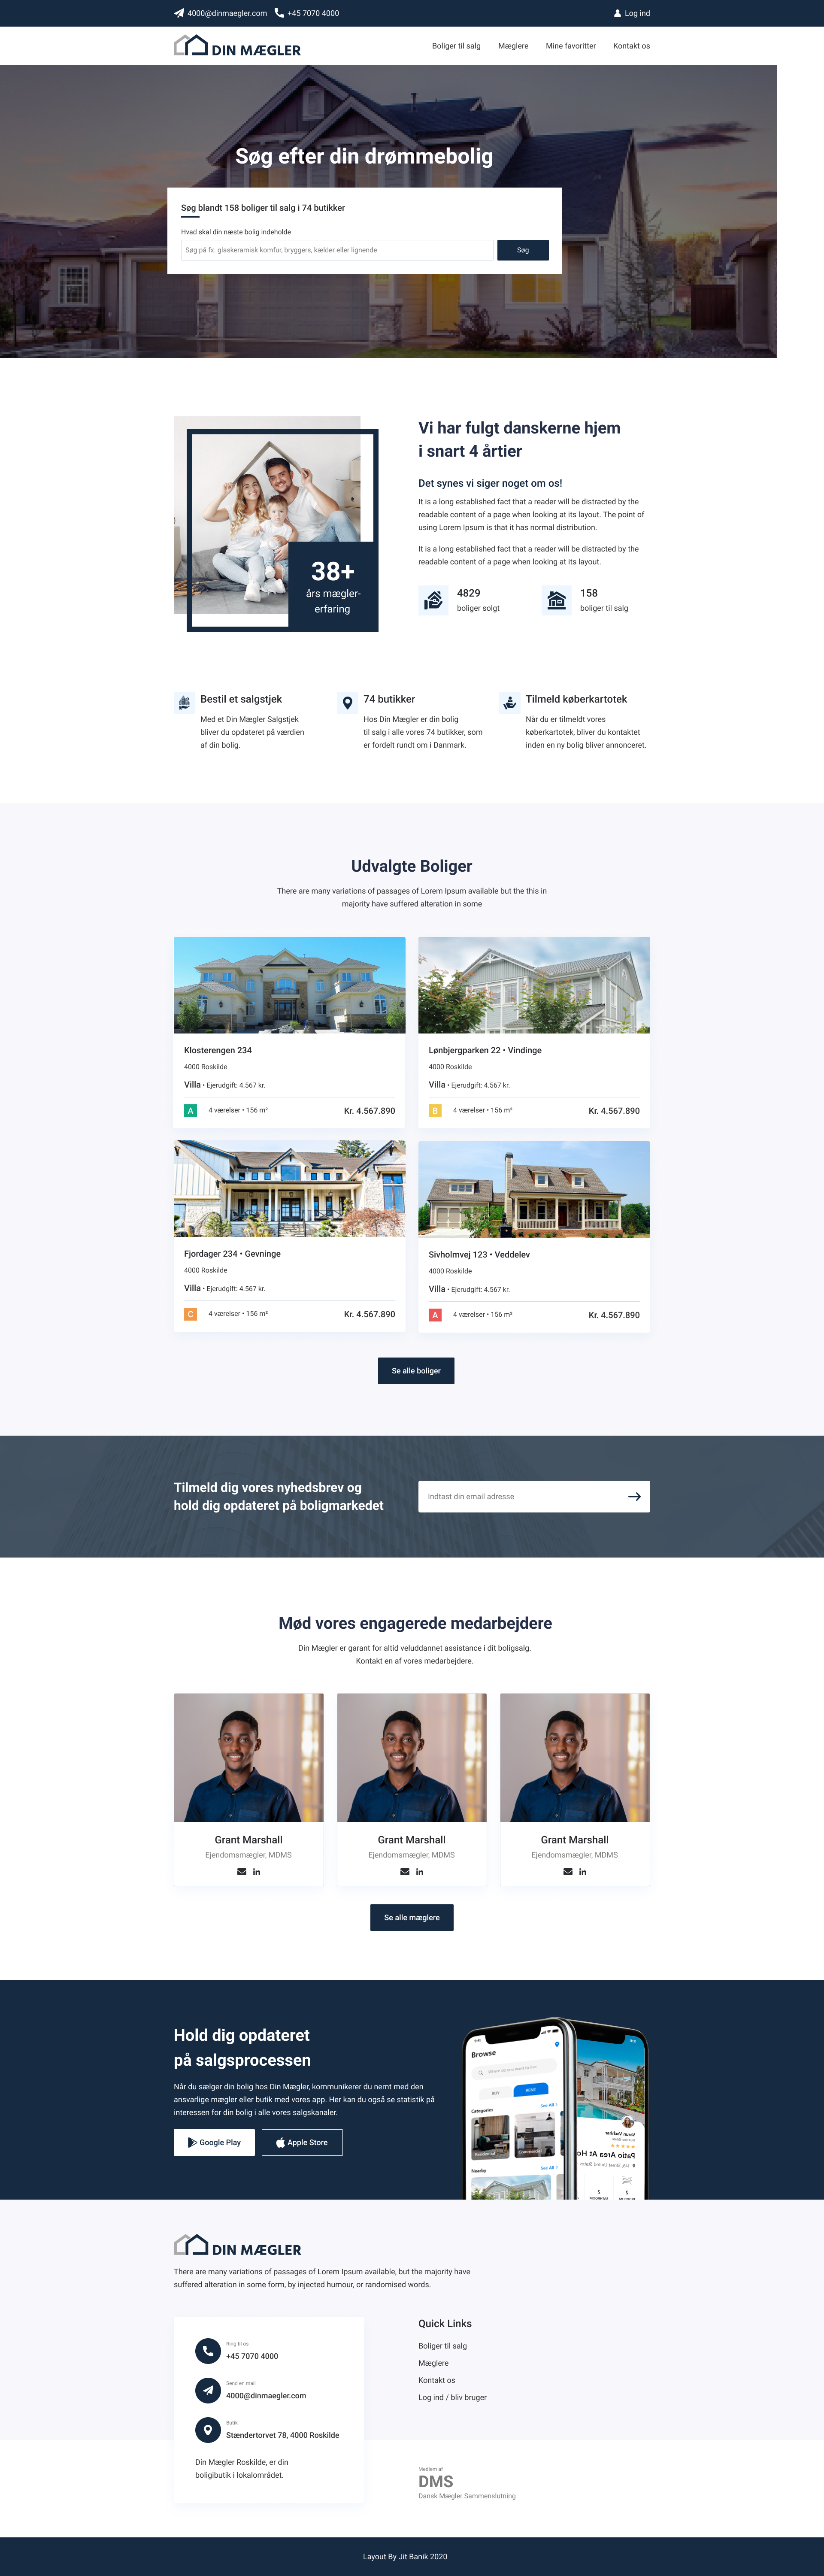 4000@dinmaegler.com +45 7070 4000 Log ind
DIN MÆGLER
Boliger til salg Mæglere Mine favoritter Kontakt os
Søg efter din drømmebolig
Søg blandt 158 boliger til salg i 74 butikker
Hvad skal din næste bolig indeholde
Søg på fx. glaskeramisk komfur, bryggers, kælder eller lignende
Søg
38+
års mægler-
erfaring
Vi har fulgt danskerne hjem
i snart 4 årtier
Det synes vi siger noget om os!
It is a long established fact that a reader will be distracted by the
readable content of a page when looking at its layout. The point of
using Lorem Ipsum is that it has normal distribution.
It is a long established fact that a reader will be distracted by the
readable content of a page when looking at its layout.
4829
boliger solgt
158
boliger til salg
Bestil et salgstjek
Med et Din Mægler Salgstjek
bliver du opdateret på værdien
af din bolig.
74 butikker
Hos Din Mægler er din bolig
til salg i alle vores 74 butikker, som
er fordelt rundt om i Danmark.
Tilmeld køberkartotek
Når du er tilmeldt vores
køberkartotek, bliver du kontaktet
inden en ny bolig bliver annonceret.
Udvalgte Boliger
There are many variations of passages of Lorem Ipsum available but the this in
majority have suffered alteration in some
Klosterengen 234
4000 Roskilde
Villa • Ejerudgift: 4.567 kr.
A 4 værelser • 156 m² Kr. 4.567.890
Lønbjergparken 22 • Vindinge
4000 Roskilde
Villa • Ejerudgift: 4.567 kr.
B 4 værelser • 156 m² Kr. 4.567.890
Fjordager 234 • Gevninge
4000 Roskilde
Villa • Ejerudgift: 4.567 kr.
C 4 værelser • 156 m² Kr. 4.567.890
Sivholmvej 123 • Veddelev
4000 Roskilde
Villa • Ejerudgift: 4.567 kr.
A 4 værelser • 156 m² Kr. 4.567.890
Se alle boliger
Tilmeld dig vores nyhedsbrev og
hold dig opdateret på boligmarkedet
Indtast din email adresse
Mød vores engagerede medarbejdere
Din Mægler er garant for altid veluddannet assistance i dit boligsalg.
Kontakt en af vores medarbejdere.
Grant Marshall
Ejendomsmægler, MDMS
in
Grant Marshall
Ejendomsmægler, MDMS
in
Grant Marshall
Ejendomsmægler, MDMS
in
Se alle mæglere
Hold dig opdateret
på salgsprocessen
Når du sælger din bolig hos Din Mægler, kommunikerer du nemt med den
ansvarlige mægler eller butik med vores app. Her kan du også se statistik på
interessen for din bolig i alle vores salgskanaler.
Google Play
Apple Store
Browse
BUY RENT
Categories See All
Nearby See All
DIN MÆGLER
There are many variations of passages of Lorem Ipsum available, but the majority have
suffered alteration in some form, by injected humour, or randomised words.
Ring til os
+45 7070 4000
Send en mail
4000@dinmaegler.com
Butik
Stændertorvet 78, 4000 Roskilde
Din Mægler Roskilde, er din
boligibutik i lokalområdet.
Quick Links
Boliger til salg
Mæglere
Kontakt os
Log ind / bliv bruger
Medlem af
DMS
Dansk Mægler Sammenslutning
Layout By Jit Banik 2020